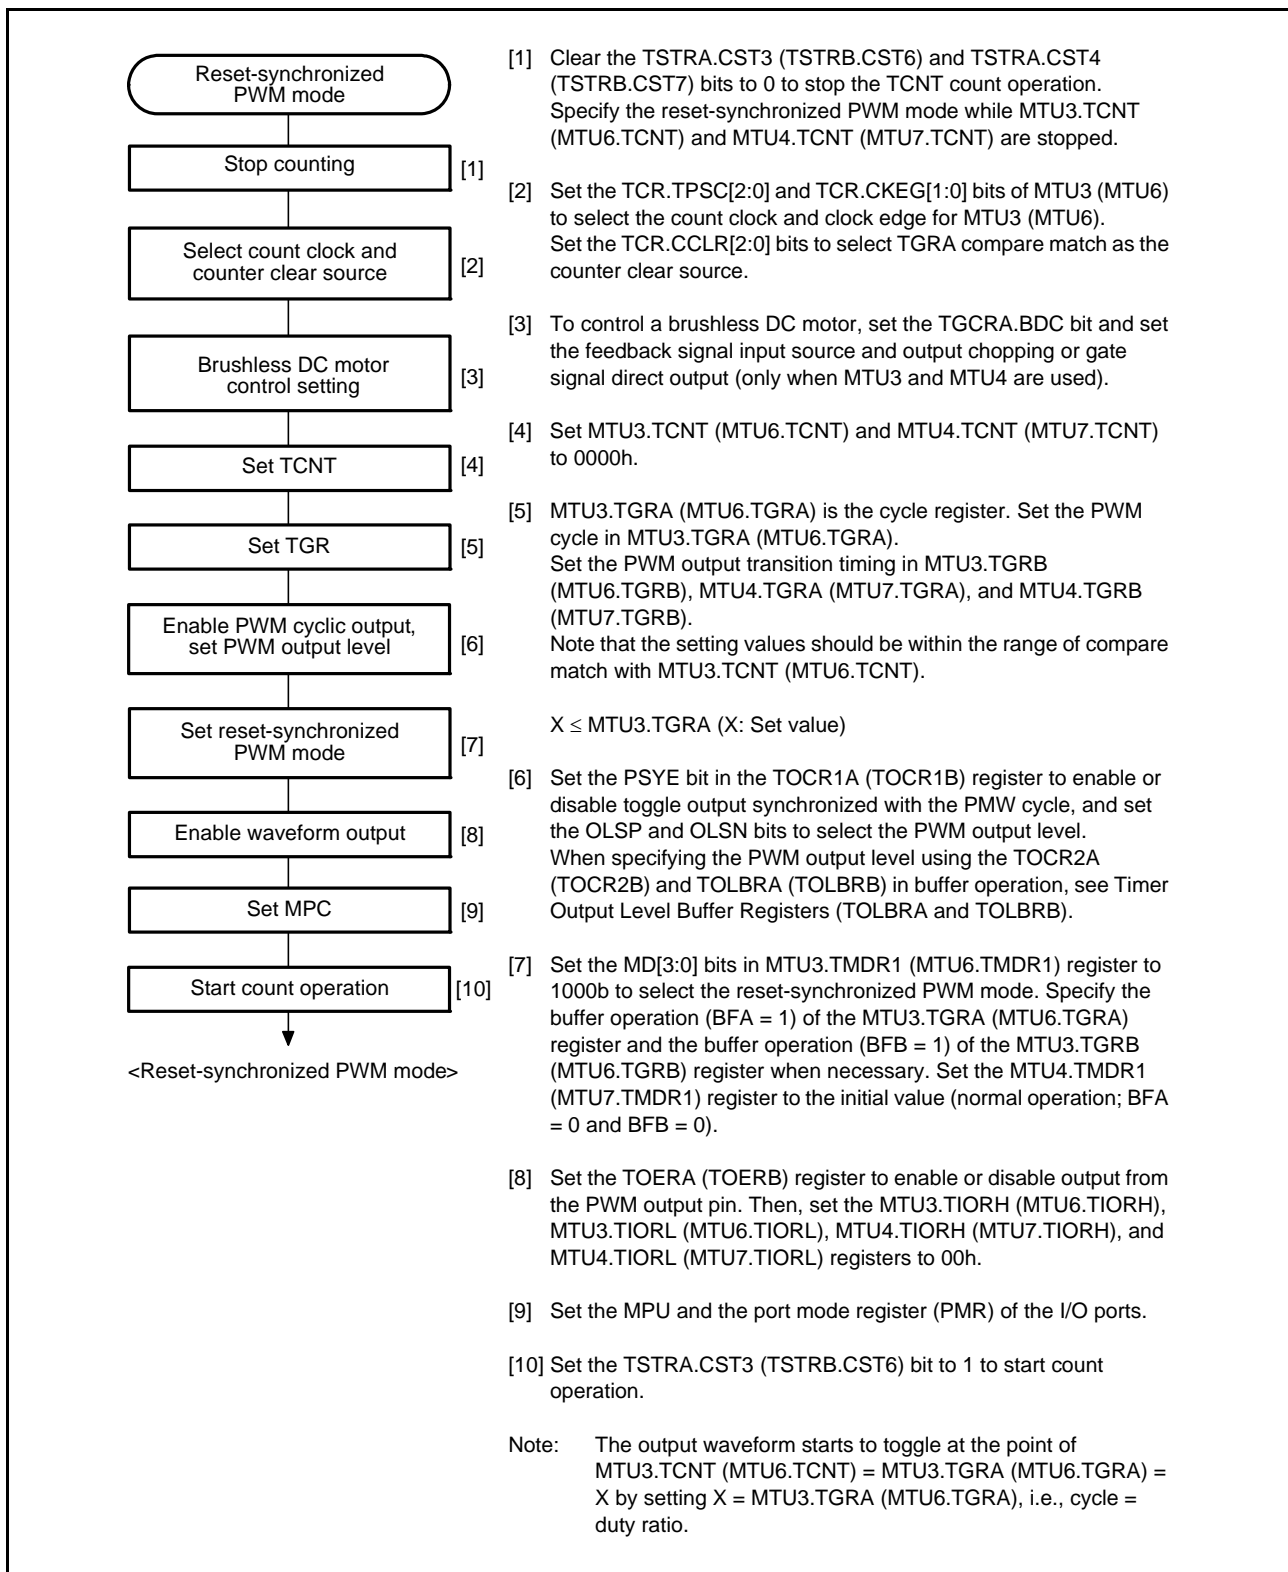 Reset-synchronized
PWM mode
Stop counting
[1]
Select count clock and
counter clear source
[2]
Brushless DC motor
control setting
[3]
Set TCNT
[4]
Set TGR
[5]
Enable PWM cyclic output,
set PWM output level
[6]
Set reset-synchronized
PWM mode
[7]
Enable waveform output
[8]
Set MPC
[9]
Start count operation
[10]
<Reset-synchronized PWM mode>
[1] Clear the TSTRA.CST3 (TSTRB.CST6) and TSTRA.CST4
(TSTRB.CST7) bits to 0 to stop the TCNT count operation.
Specify the reset-synchronized PWM mode while MTU3.TCNT
(MTU6.TCNT) and MTU4.TCNT (MTU7.TCNT) are stopped.
[2] Set the TCR.TPSC[2:0] and TCR.CKEG[1:0] bits of MTU3 (MTU6)
to select the count clock and clock edge for MTU3 (MTU6).
Set the TCR.CCLR[2:0] bits to select TGRA compare match as the
counter clear source.
[3] To control a brushless DC motor, set the TGCRA.BDC bit and set
the feedback signal input source and output chopping or gate
signal direct output (only when MTU3 and MTU4 are used).
[4] Set MTU3.TCNT (MTU6.TCNT) and MTU4.TCNT (MTU7.TCNT)
to 0000h.
[5] MTU3.TGRA (MTU6.TGRA) is the cycle register. Set the PWM
cycle in MTU3.TGRA (MTU6.TGRA).
Set the PWM output transition timing in MTU3.TGRB
(MTU6.TGRB), MTU4.TGRA (MTU7.TGRA), and MTU4.TGRB
(MTU7.TGRB).
Note that the setting values should be within the range of compare
match with MTU3.TCNT (MTU6.TCNT).
X ≤ MTU3.TGRA (X: Set value)
[6] Set the PSYE bit in the TOCR1A (TOCR1B) register to enable or
disable toggle output synchronized with the PMW cycle, and set
the OLSP and OLSN bits to select the PWM output level.
When specifying the PWM output level using the TOCR2A
(TOCR2B) and TOLBRA (TOLBRB) in buffer operation, see Timer
Output Level Buffer Registers (TOLBRA and TOLBRB).
[7] Set the MD[3:0] bits in MTU3.TMDR1 (MTU6.TMDR1) register to
1000b to select the reset-synchronized PWM mode. Specify the
buffer operation (BFA = 1) of the MTU3.TGRA (MTU6.TGRA)
register and the buffer operation (BFB = 1) of the MTU3.TGRB
(MTU6.TGRB) register when necessary. Set the MTU4.TMDR1
(MTU7.TMDR1) register to the initial value (normal operation; BFA
= 0 and BFB = 0).
[8] Set the TOERA (TOERB) register to enable or disable output from
the PWM output pin. Then, set the MTU3.TIORH (MTU6.TIORH),
MTU3.TIORL (MTU6.TIORL), MTU4.TIORH (MTU7.TIORH), and
MTU4.TIORL (MTU7.TIORL) registers to 00h.
[9] Set the MPU and the port mode register (PMR) of the I/O ports.
[10] Set the TSTRA.CST3 (TSTRB.CST6) bit to 1 to start count
operation.
Note: The output waveform starts to toggle at the point of
MTU3.TCNT (MTU6.TCNT) = MTU3.TGRA (MTU6.TGRA) =
X by setting X = MTU3.TGRA (MTU6.TGRA), i.e., cycle =
duty ratio.